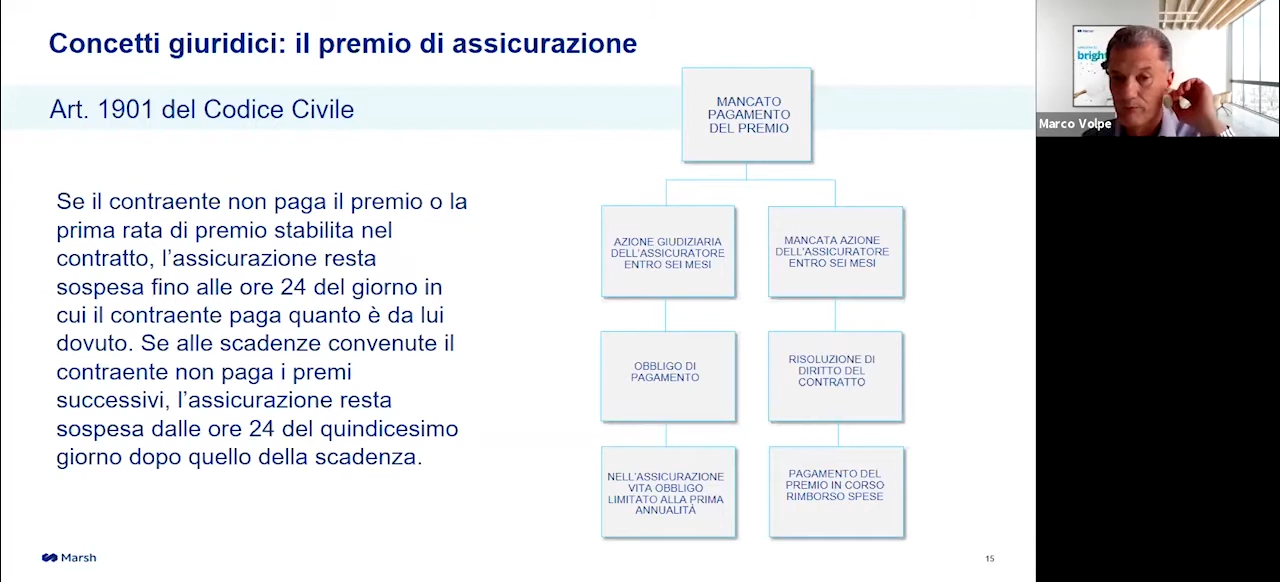 Concetti giuridici: il premio di assicurazione
Art. 1901 del Codice Civile
Se il contraente non paga il premio o la
prima rata di premio stabilita nel
contratto, l’assicurazione resta
sospesa fino alle ore 24 del giorno in
cui il contraente paga quanto è da lui
dovuto. Se alle scadenze convenute il
contraente non paga i premi
successivi, l’assicurazione resta
sospesa dalle ore 24 del quindicesimo
giorno dopo quello della scadenza.
MANCATO
PAGAMENTO
DEL PREMIO
AZIONE GIUDIZIARIA
DELL’ASSICURATORE
ENTRO SEI MESI
MANCATA AZIONE
DELL’ASSICURATORE
ENTRO SEI MESI
OBBLIGO DI
PAGAMENTO
RISOLUZIONE DI
DIRITTO DEL
CONTRATTO
NELL’ASSICURAZIONE
VITA OBBLIGO
LIMITATO ALLA PRIMA
ANNUALITÀ
PAGAMENTO DEL
PREMIO IN CORSO
RIMBORSO SPESE
Marsh
15
bright
Marco Volpe